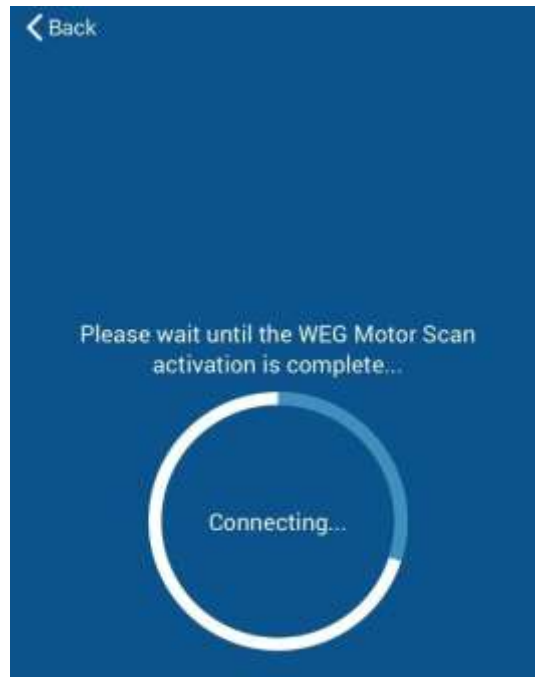 Back
Please wait until the WEG Motor Scan
activation is complete...
Connecting...